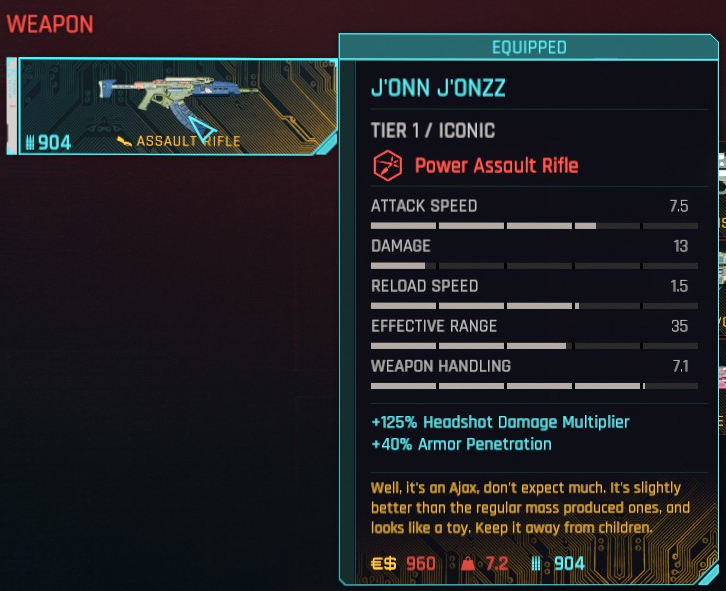 WEAPON
904
ASSAULT RIFLE
EQUIPPED
J'ONN J'ONZZ
TIER 1 / ICONIC
Power Assault Rifle
ATTACK SPEED 7.5
DAMAGE 13
RELOAD SPEED 1.5
EFFECTIVE RANGE 35
WEAPON HANDLING 7.1
+125% Headshot Damage Multiplier
+40% Armor Penetration
Well, it's an Ajax, don't expect much. It's slightly
better than the regular mass produced ones, and
looks like a toy. Keep it away from children.
€$ 960 7.2 904